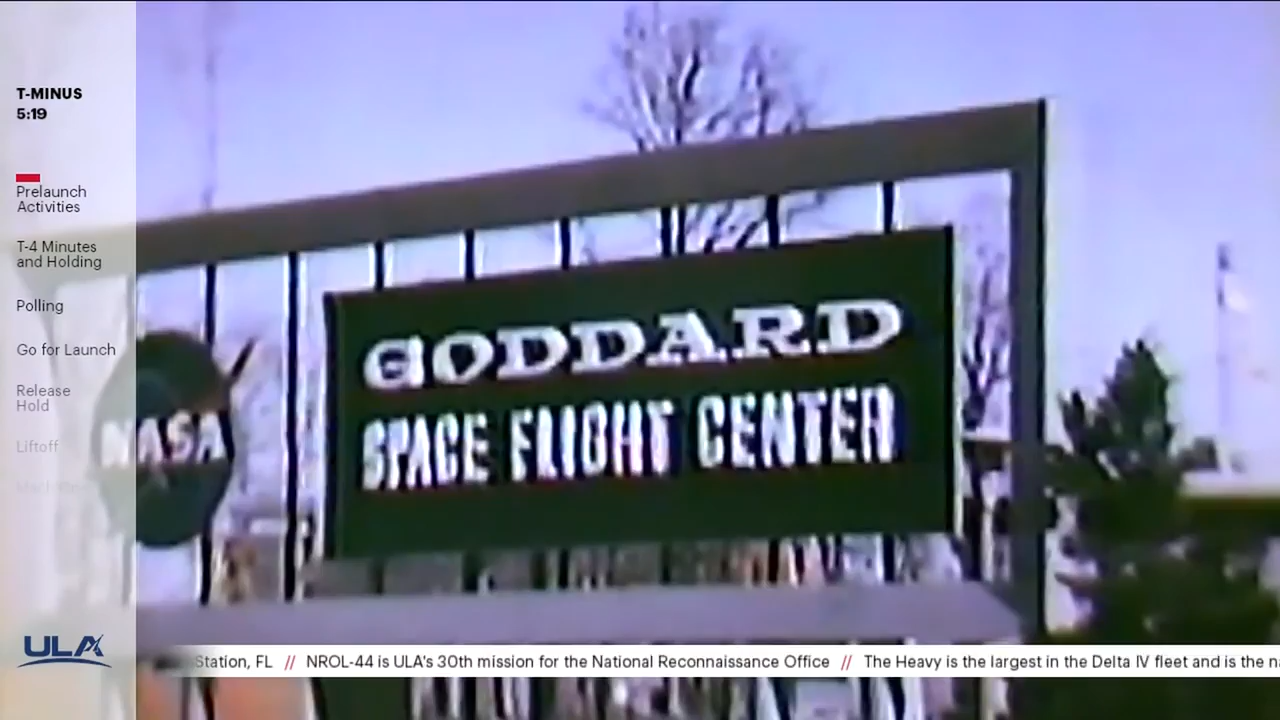 T-MINUS
5:19
Prelaunch
Activities
T-4 Minutes
and Holding
Polling
Go for Launch
Release
Hold
Liftoff
ULA
NASA
GODDARD
SPACE FLIGHT CENTER
Station, FL // NROL-44 is ULA's 30th mission for the National Reconnaissance Office // The Heavy is the largest in the Delta IV fleet and is the